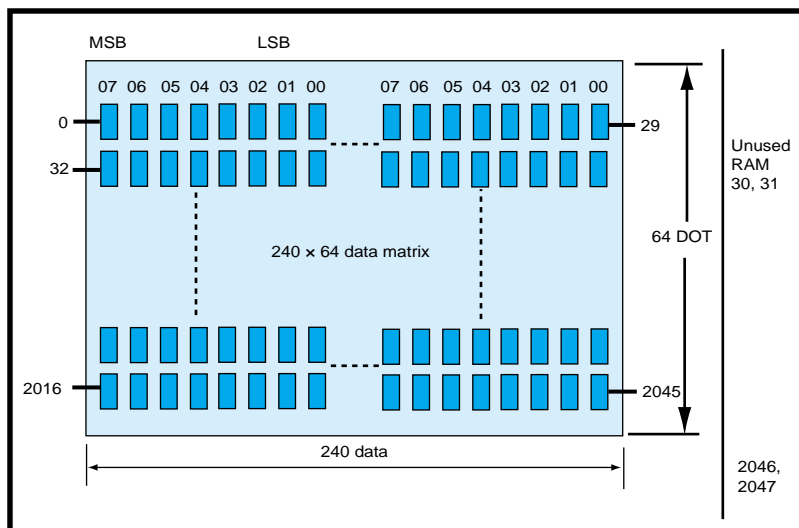 MSB LSB
07 06 05 04 03 02 01 00 07 06 05 04 03 02 01 00
0 29
32
Unused
RAM
30, 31
64 DOT
240 × 64 data matrix
2016 2045
240 data
2046,
2047